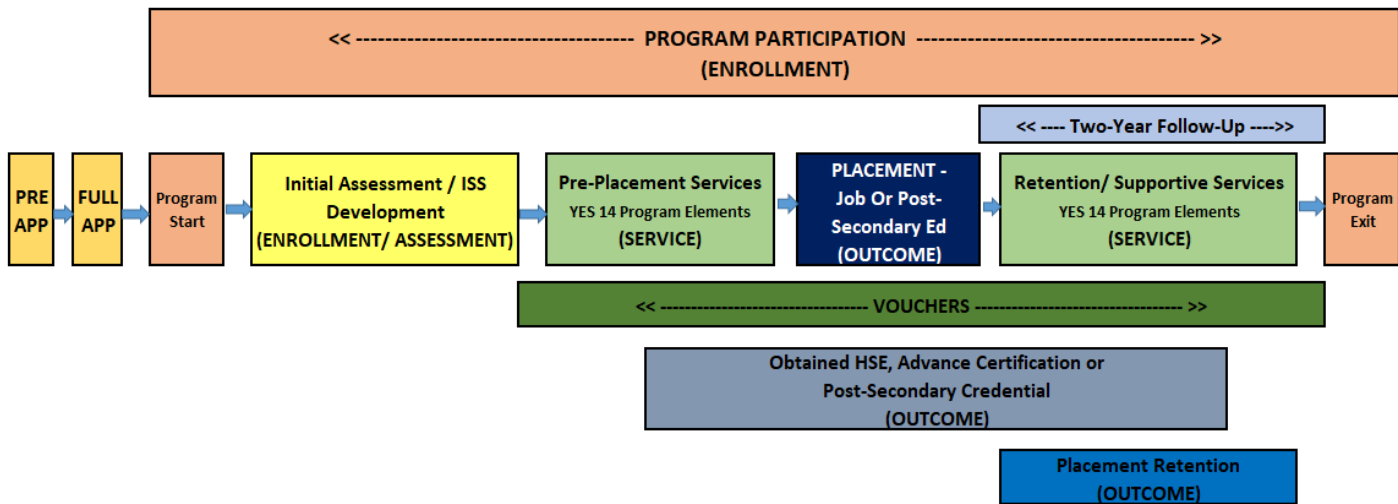 << -------------------------------------- PROGRAM PARTICIPATION -------------------------------------- >>
(ENROLLMENT)
<< ---- Two-Year Follow-Up ---->>
PRE
APP
FULL
APP
Program
Start
Initial Assessment / ISS
Development
(ENROLLMENT/ ASSESSMENT)
Pre-Placement Services
YES 14 Program Elements
(SERVICE)
PLACEMENT -
Job Or Post-
Secondary Ed
(OUTCOME)
Retention/ Supportive Services
YES 14 Program Elements
(SERVICE)
Program
Exit
<< ---------------------------------- VOUCHERS ---------------------------------- >>
Obtained HSE, Advance Certification or
Post-Secondary Credential
(OUTCOME)
Placement Retention
(OUTCOME)